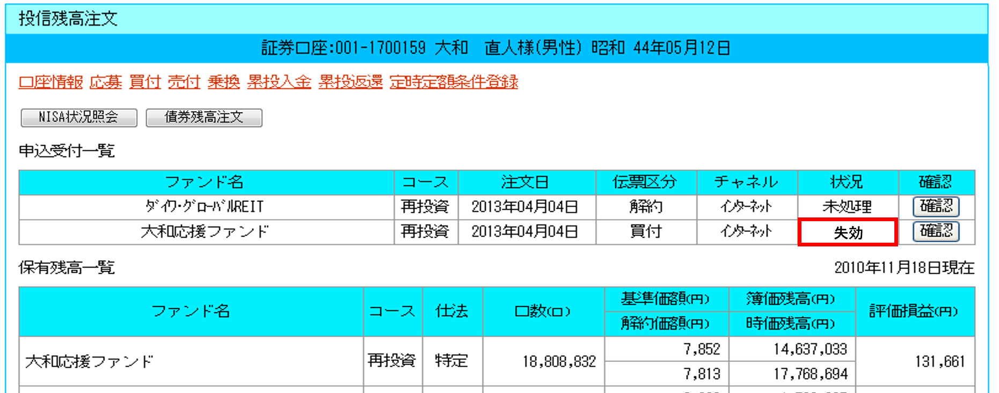 投信残高注文
証券口座:001-1700159 大和　直人様(男性) 昭和 44年05月12日
口座情報 応募 買付 売付 乗換 累投入金 累投返還 定時定額条件登録
NISA状況照会 債券残高注文
申込受付一覧
ファンド名 コース 注文日 伝票区分 チャネル 状況 確認
ﾀﾞｲﾜ･ｸﾞﾛｰﾊﾞﾙREIT 再投資 2013年04月04日 解約 ｲﾝﾀｰﾈｯﾄ 未処理 確認
大和応援ファンド 再投資 2013年04月04日 買付 ｲﾝﾀｰﾈｯﾄ 失効 確認
保有残高一覧 2010年11月18日現在
ファンド名 コース 仕法 口数(口) 基準価額(円) 簿価残高(円) 評価損益(円)
解約価額(円) 時価残高(円)
大和応援ファンド 再投資 特定 18,808,832 7,852 14,637,033 131,661
7,813 17,768,694